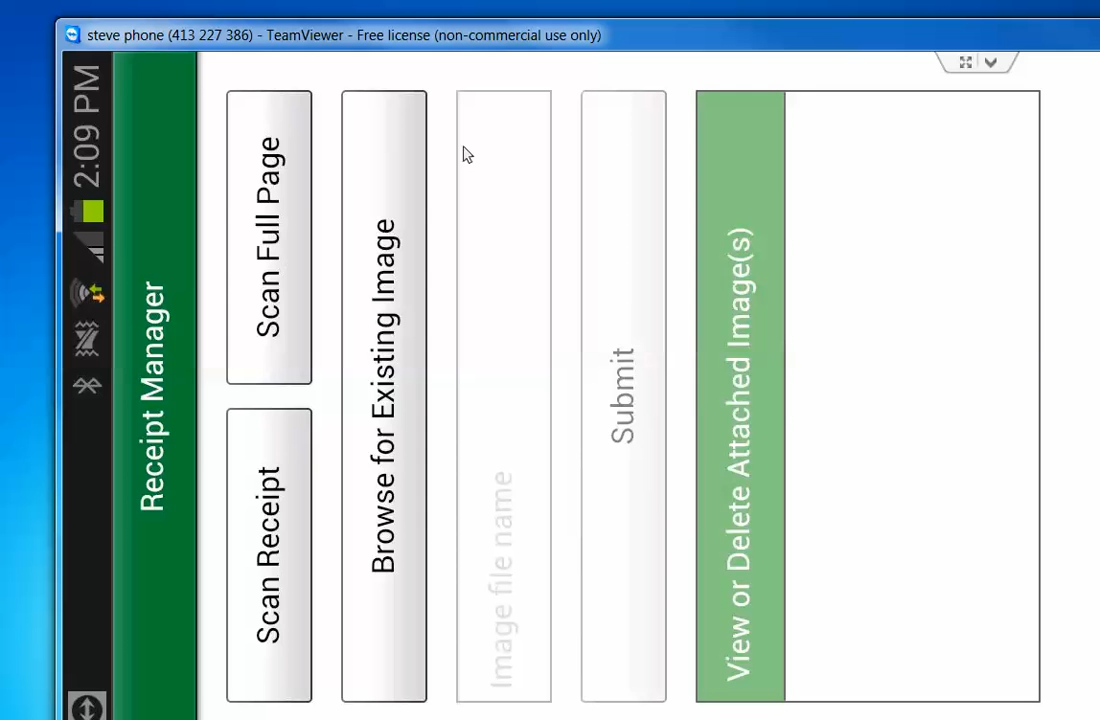 steve phone (413 227 386) - TeamViewer - Free license (non-commercial use only)
2:09 PM
Receipt Manager
Scan Receipt
Scan Full Page
Browse for Existing Image
Image file name
Submit
View or Delete Attached Image(s)